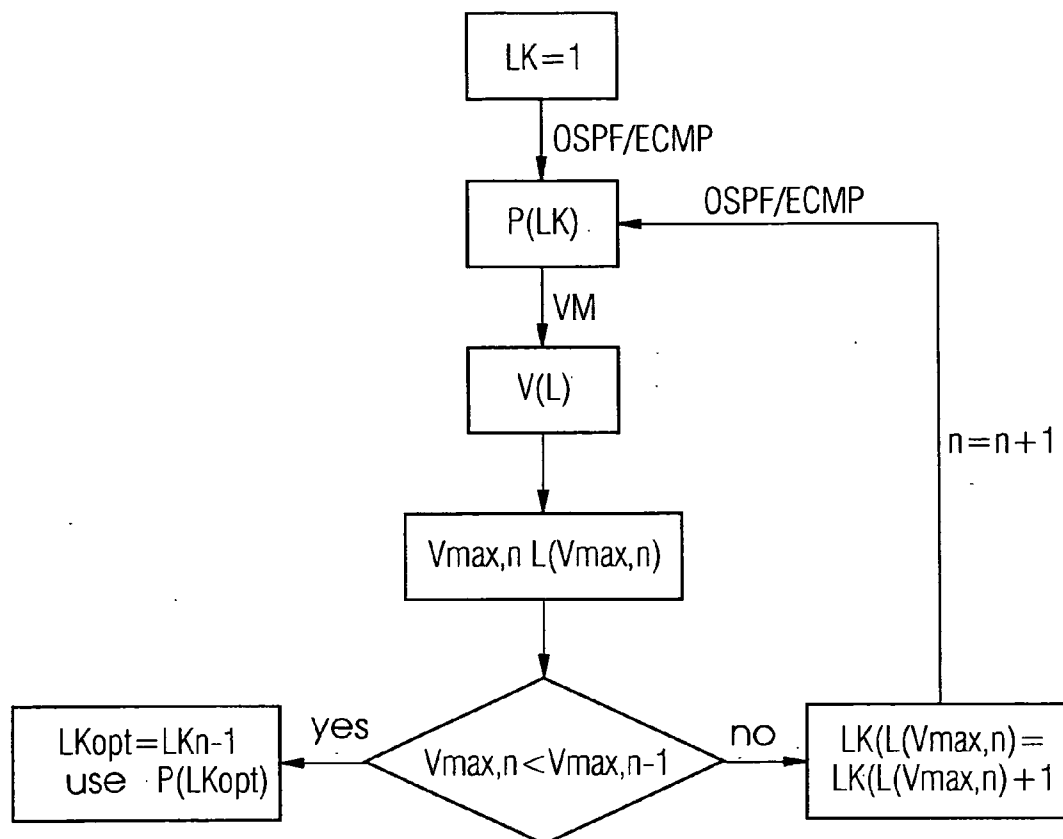 LK=1
OSPF/ECMP
OSPF/ECMP
P(LK)
VM
V(L)
n=n+1
Vmax,n L(Vmax,n)
yes
no
LKopt=LKn-1
use P(LKopt)
Vmax,n<Vmax,n-1
LK(L(Vmax,n)=
LK(L(Vmax,n)+1